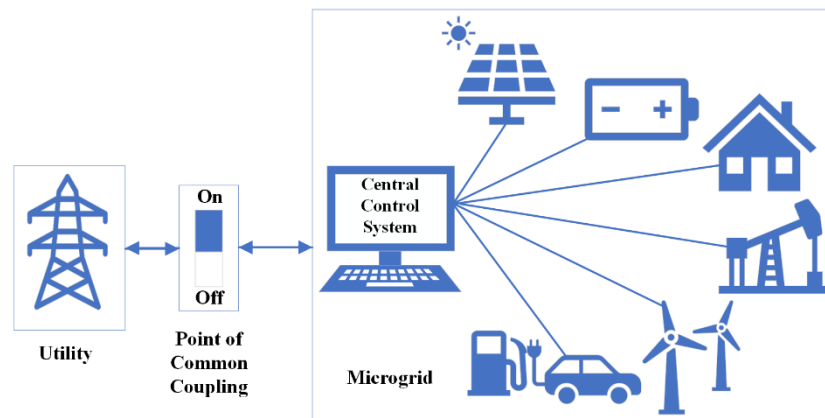 On
Off
Utility
Point of
Common
Coupling
Central
Control
System
Microgrid